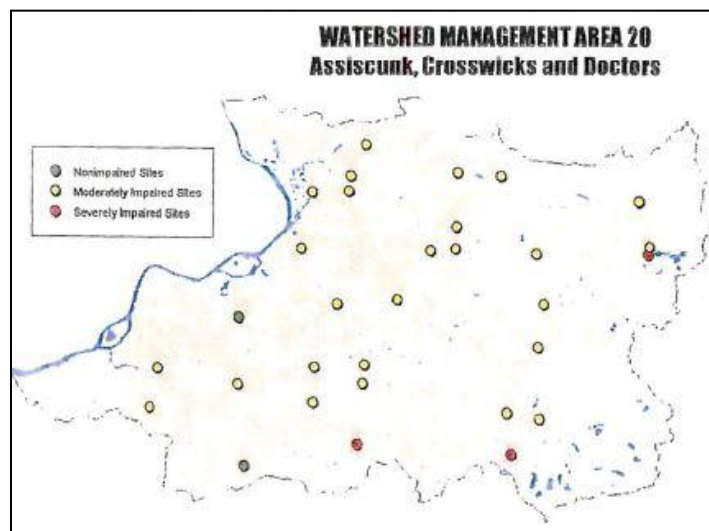 WATERSHED MANAGEMENT AREA 20
Assiscunk, Crosswicks and Doctors
Nonimpaired Sites
Moderately Impaired Sites
Severely Impaired Sites